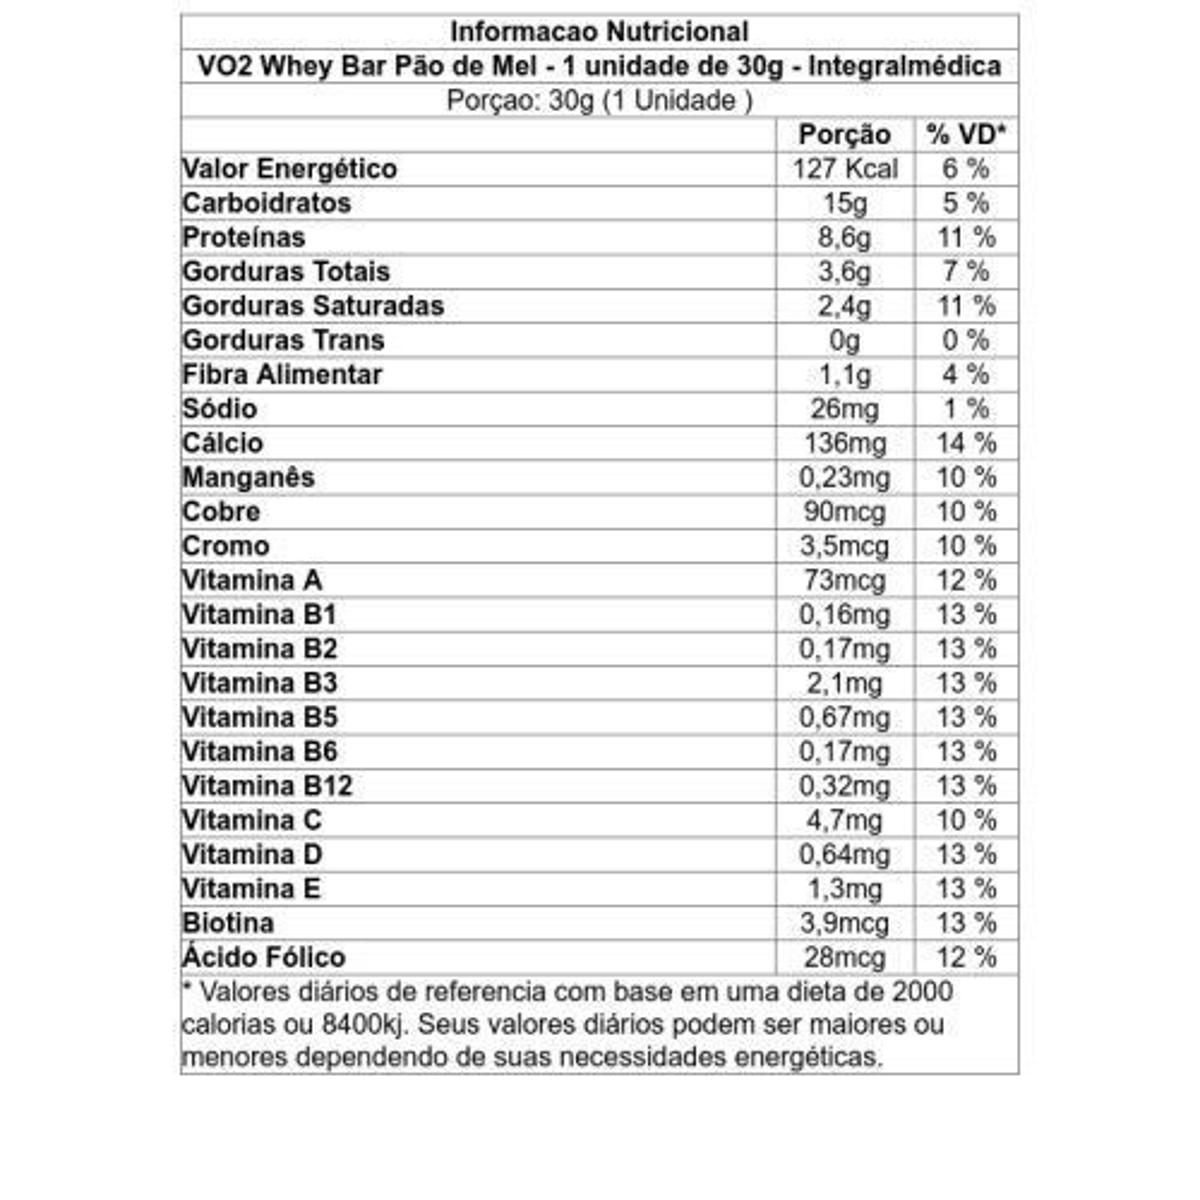 Informacao Nutricional
VO2 Whey Bar Pão de Mel - 1 unidade de 30g - Integralmédica
Porçao: 30g (1 Unidade )
Porção % VD*
Valor Energético 127 Kcal 6 %
Carboidratos 15g 5 %
Proteínas 8,6g 11 %
Gorduras Totais 3,6g 7 %
Gorduras Saturadas 2,4g 11 %
Gorduras Trans 0g 0 %
Fibra Alimentar 1,1g 4 %
Sódio 26mg 1 %
Cálcio 136mg 14 %
Manganês 0,23mg 10 %
Cobre 90mcg 10 %
Cromo 3,5mcg 10 %
Vitamina A 73mcg 12 %
Vitamina B1 0,16mg 13 %
Vitamina B2 0,17mg 13 %
Vitamina B3 2,1mg 13 %
Vitamina B5 0,67mg 13 %
Vitamina B6 0,17mg 13 %
Vitamina B12 0,32mg 13 %
Vitamina C 4,7mg 10 %
Vitamina D 0,64mg 13 %
Vitamina E 1,3mg 13 %
Biotina 3,9mcg 13 %
Ácido Fólico 28mcg 12 %
* Valores diários de referencia com base em uma dieta de 2000
calorias ou 8400kj. Seus valores diários podem ser maiores ou
menores dependendo de suas necessidades energéticas.